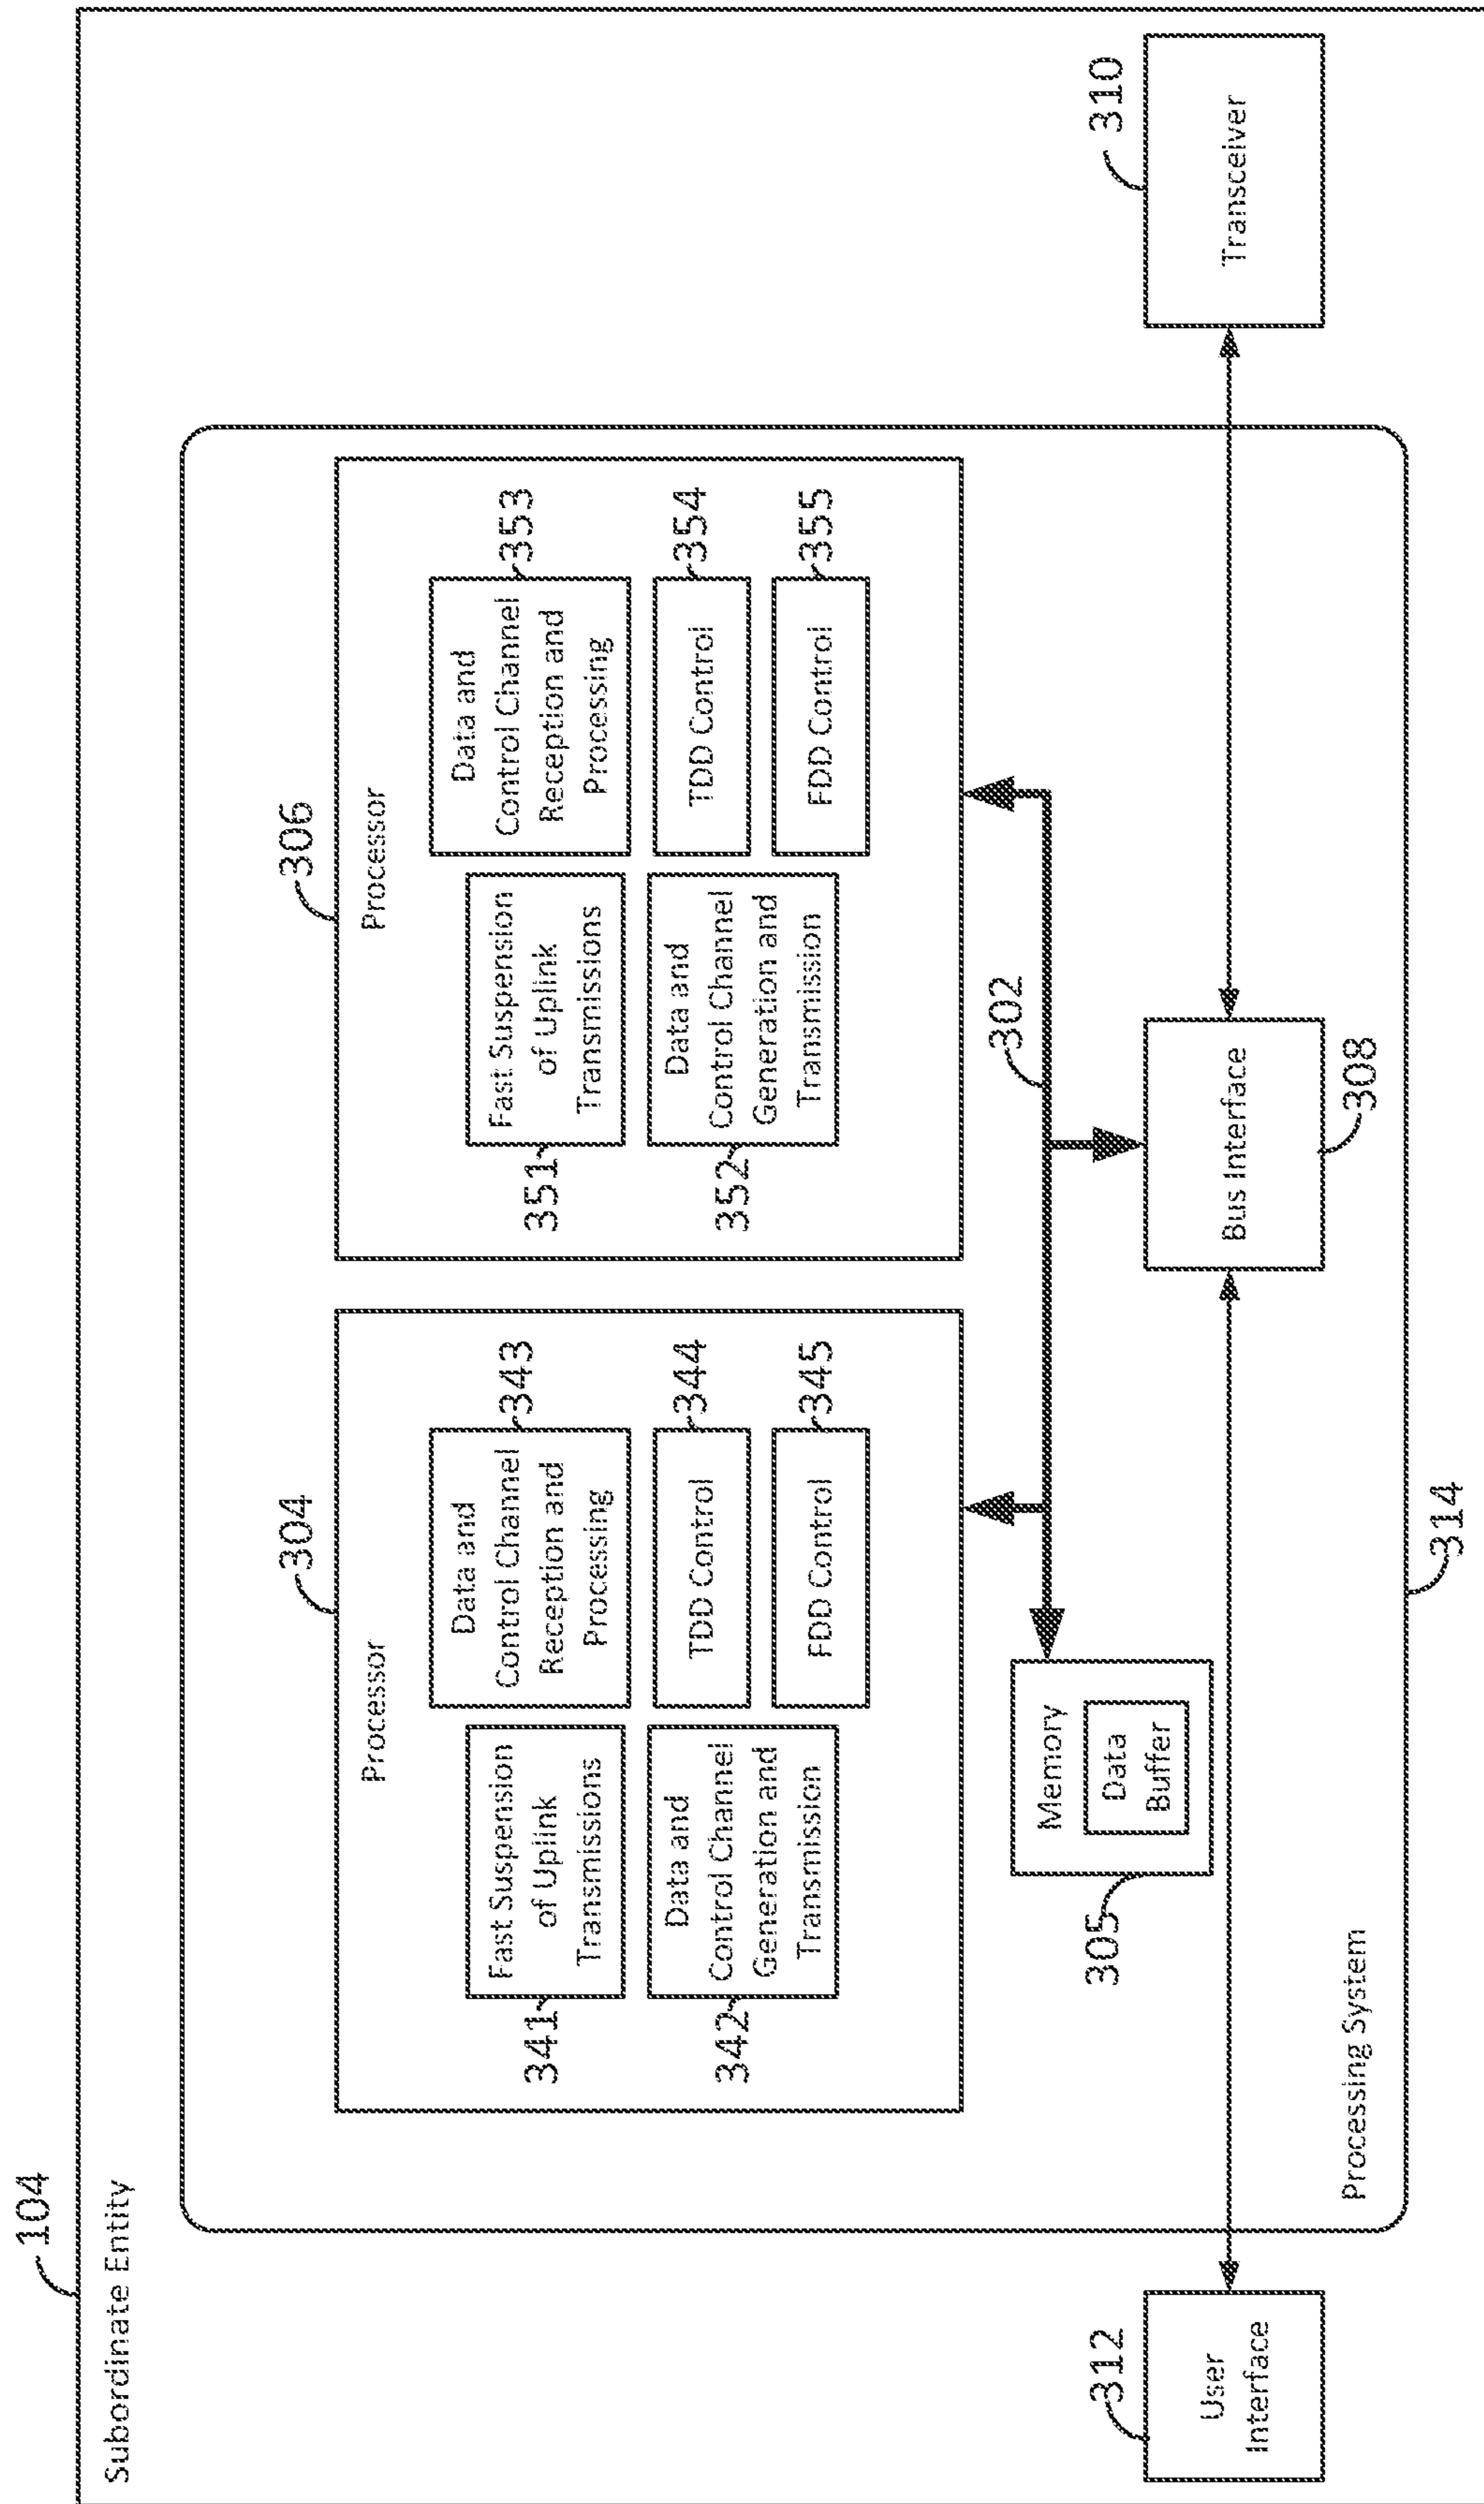 104
Subordinate Entity
304
Processor
341
Fast Suspension
of Uplink
Transmissions
342
Data and
Control Channel
Generation and
Transmission
343
Data and
Control Channel
Reception and
Processing
344
TDD Control
345
FDD Control
306
Processor
351
Fast Suspension
of Uplink
Transmissions
352
Data and
Control Channel
Generation and
Transmission
353
Data and
Control Channel
Reception and
Processing
354
TDD Control
355
FDD Control
305
Memory
Data
Buffer
302
312
User
Interface
Bus Interface
308
310
Transceiver
Processing System
314